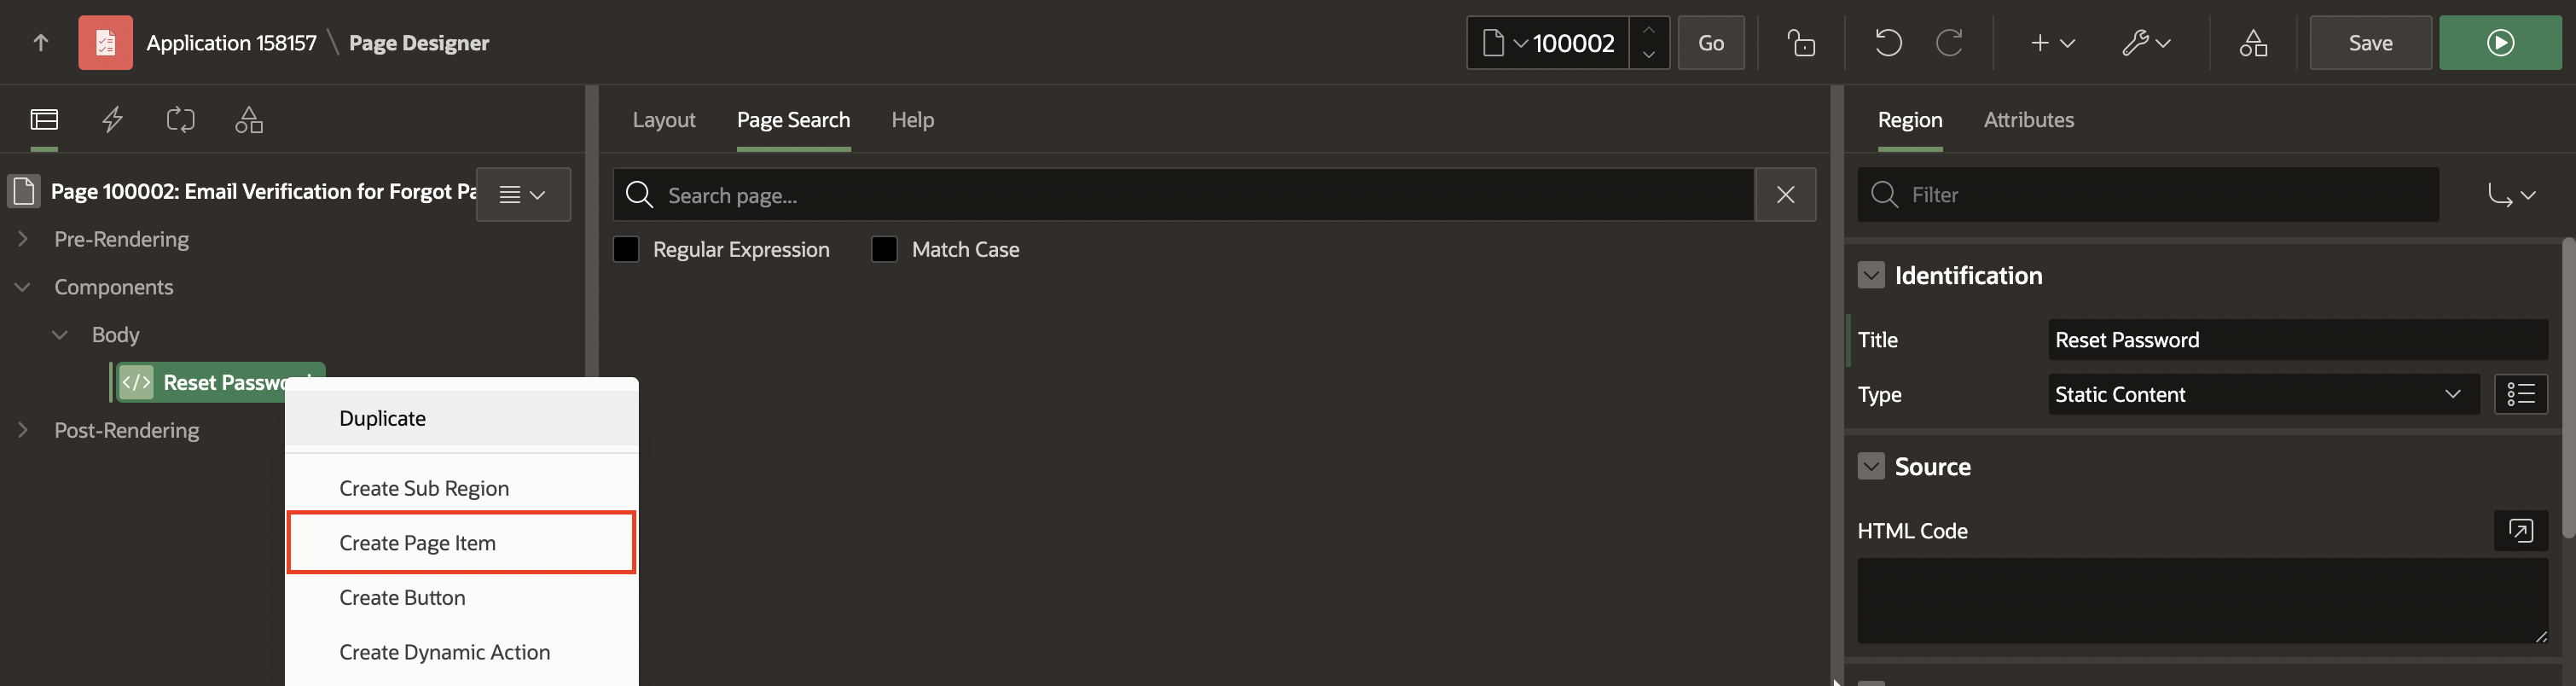 Application 158157 \ Page Designer
100002
Go
Save
Layout
Page Search
Help
Region
Attributes
Page 100002: Email Verification for Forgot Pa
Search page...
Filter
Pre-Rendering
Regular Expression
Match Case
Components
Identification
Body
Title
Reset Password
Reset Passwo
Type
Static Content
Duplicate
Post-Rendering
Source
Create Sub Region
Create Page Item
HTML Code
Create Button
Create Dynamic Action